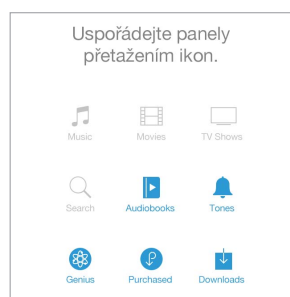 Uspořádejte panely
přetažením ikon.
Music Movies TV Shows
Search Audiobooks Tones
Genius Purchased Downloads